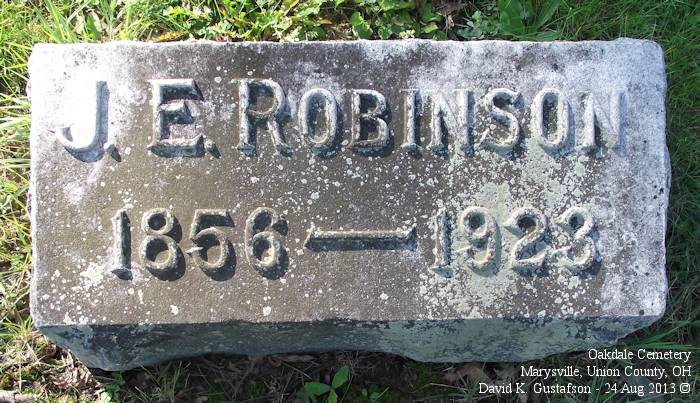 J. E. ROBINSON
1856 — 1923
Oakdale Cemetery
Marysville, Union County, OH
David K. Gustafson - 24 Aug 2013 ©